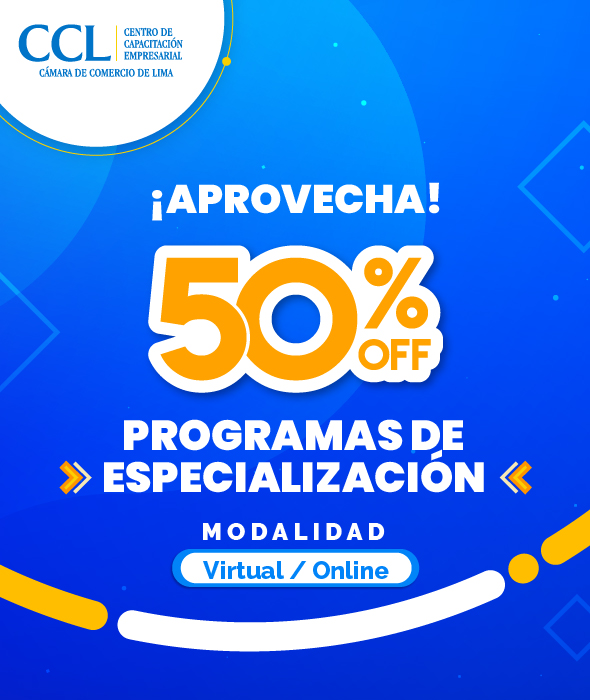 CCL
CENTRO DE
CAPACITACIÓN
EMPRESARIAL
CÁMARA DE COMERCIO DE LIMA
¡APROVECHA!
50%
OFF
PROGRAMAS DE
ESPECIALIZACIÓN
MODALIDAD
Virtual / Online